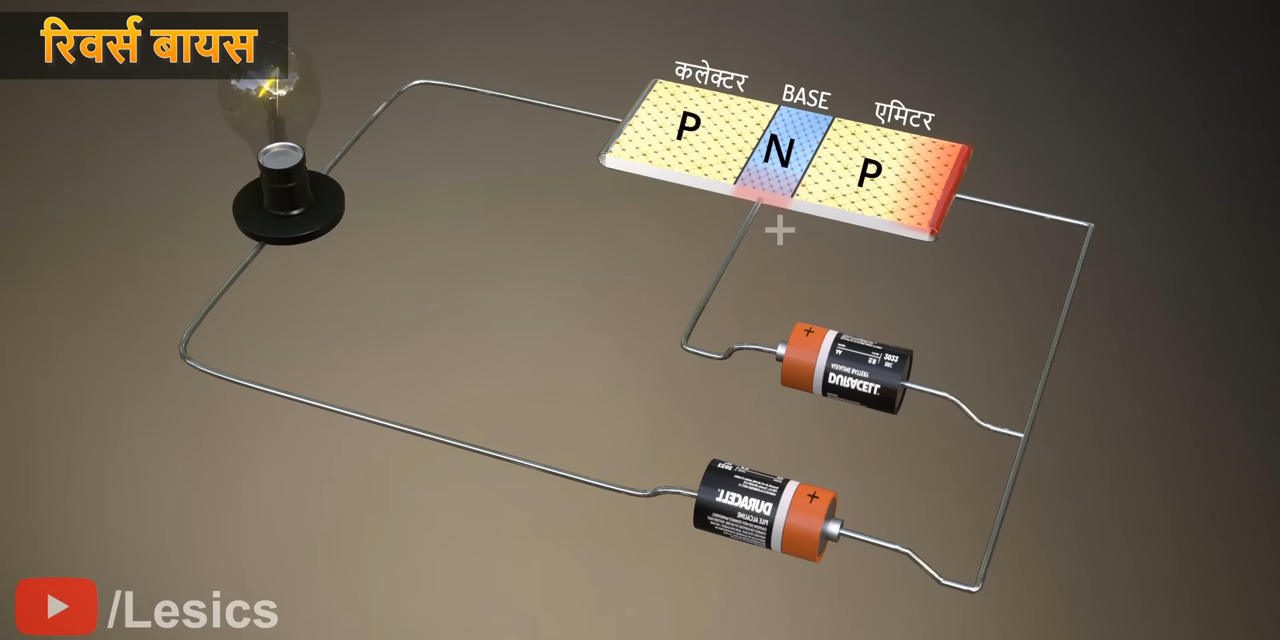 रिवर्स बायस
कलेक्टर
BASE
एमिटर
P
N
P
+
+
DURACELL
+
DURACELL
/Lesics